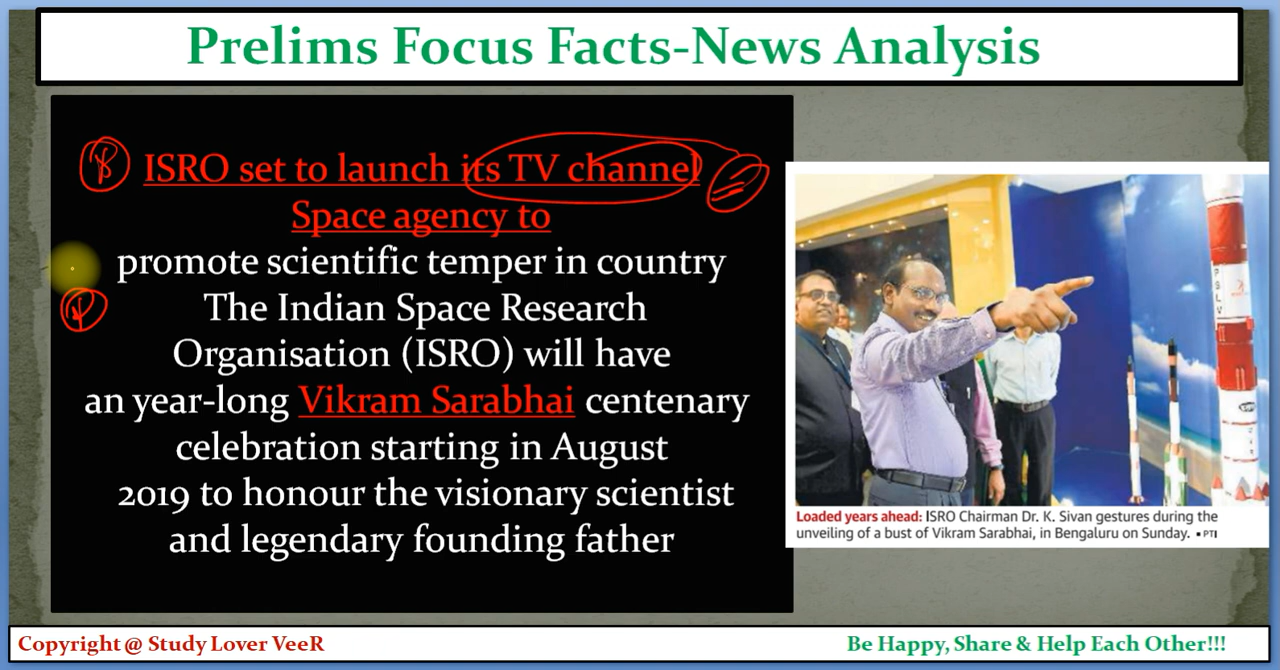 Prelims Focus Facts-News Analysis
ISRO set to launch its TV channel
Space agency to
promote scientific temper in country
The Indian Space Research
Organisation (ISRO) will have
an year-long Vikram Sarabhai centenary
celebration starting in August
2019 to honour the visionary scientist
and legendary founding father
PSLV
Loaded years ahead: ISRO Chairman Dr. K. Sivan gestures during the
unveiling of a bust of Vikram Sarabhai, in Bengaluru on Sunday. ▪ PTI
Copyright @ Study Lover VeeR
Be Happy, Share & Help Each Other!!!